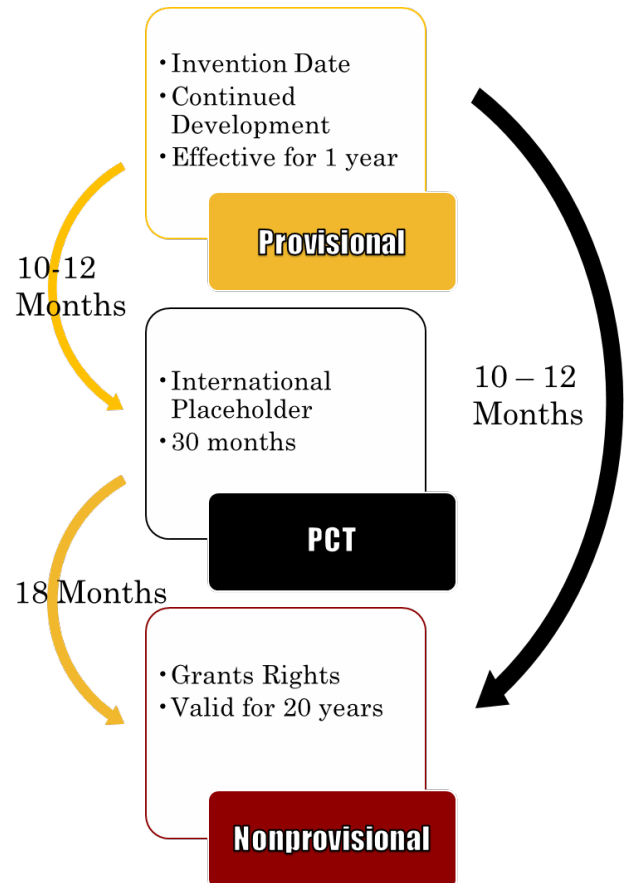 • Invention Date
• Continued
Development
• Effective for 1 year
Provisional
10-12
Months
• International
Placeholder
• 30 months
PCT
10 – 12
Months
18 Months
• Grants Rights
• Valid for 20 years
Nonprovisional